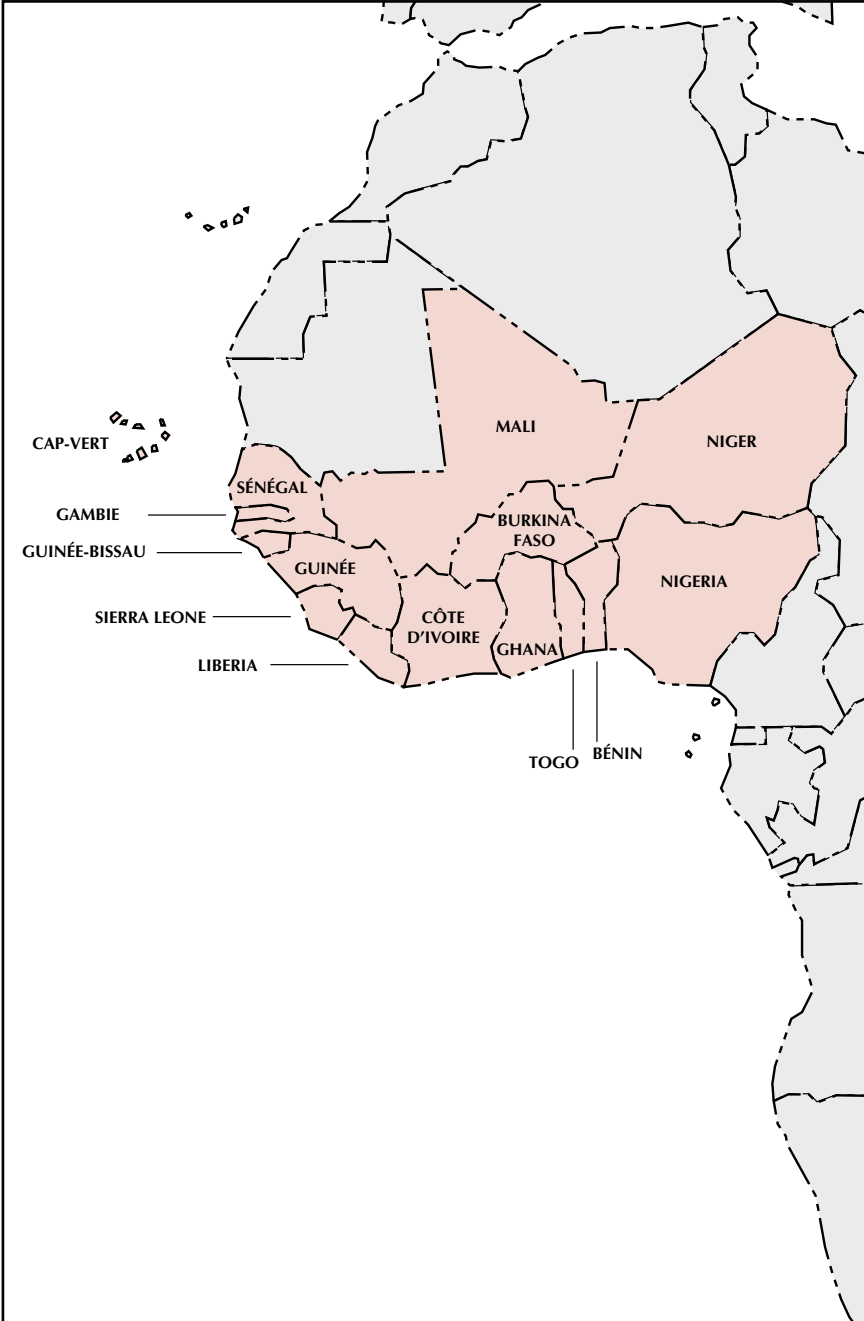 MALI
CAP-VERT
NIGER
SÉNÉGAL
GAMBIE
BURKINA
FASO
GUINÉE-BISSAU
GUINÉE
NIGERIA
SIERRA LEONE
CÔTE
D'IVOIRE
GHANA
LIBERIA
TOGO
BÉNIN